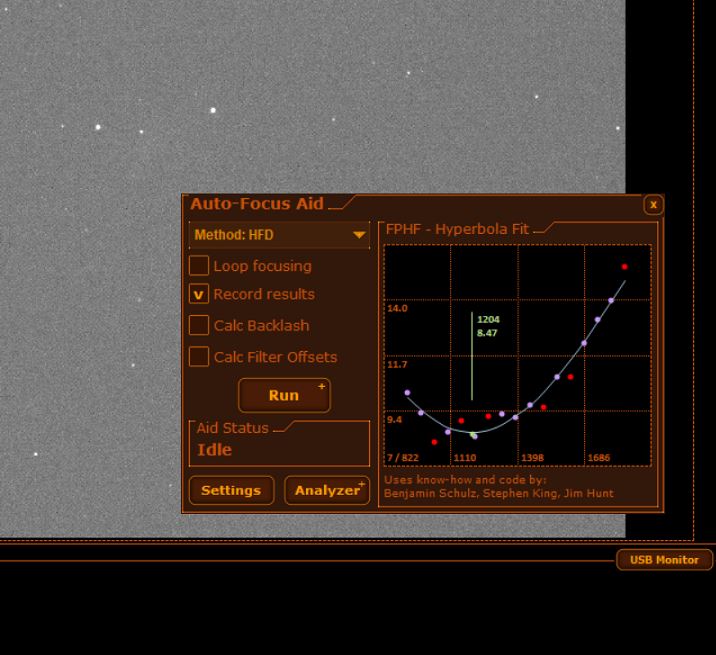 Auto-Focus Aid
x
Method: HFD
Loop focusing
v
Record results
Calc Backlash
Calc Filter Offsets
Run
+
Aid Status
Idle
Settings
Analyzer
+
FPHF - Hyperbola Fit
1204
8.47
14.0
11.7
9.4
7 / 822
1110
1398
1686
Uses know-how and code by:
Benjamin Schulz, Stephen King, Jim Hunt
USB Monitor